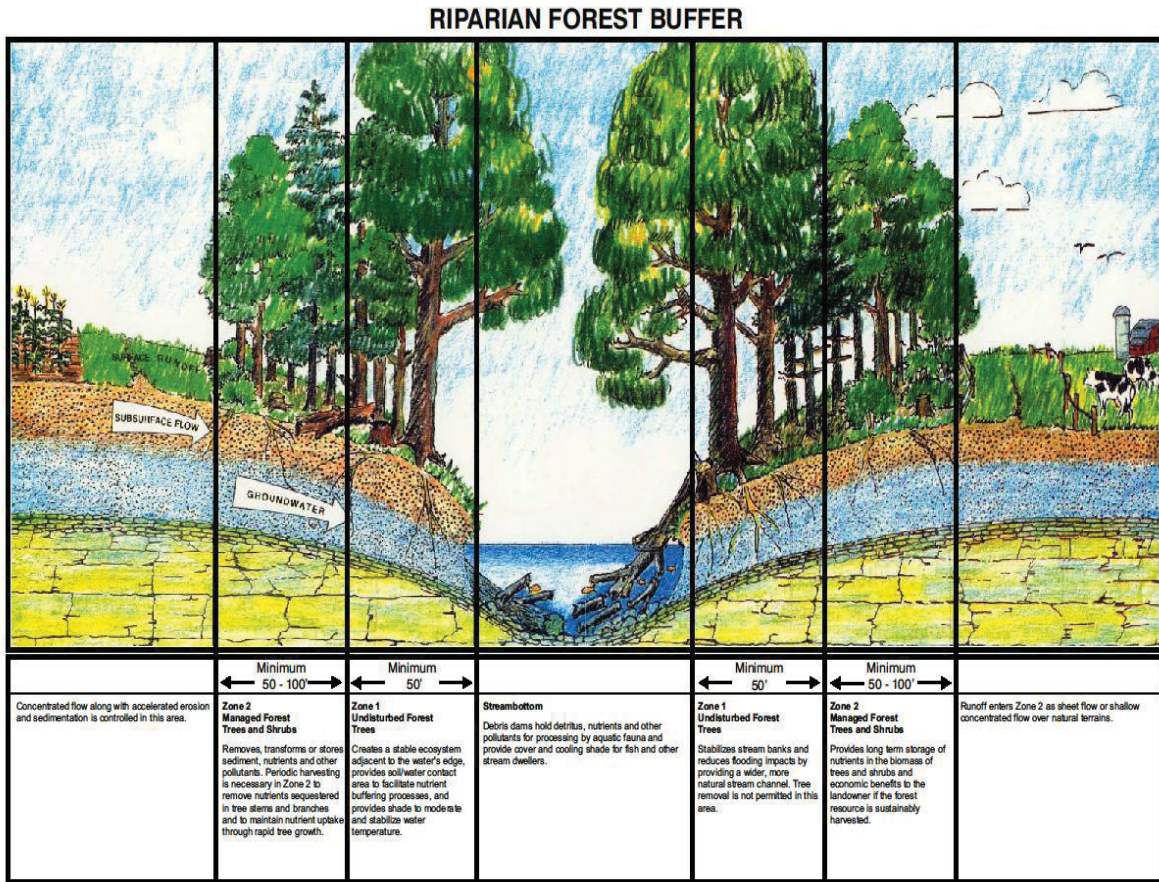 RIPARIAN FOREST BUFFER
SURFACE RUNOFF
SUBSURFACE FLOW
GROUNDWATER
Minimum
50 - 100'
Minimum
50'
Minimum
50'
Minimum
50 - 100'
Concentrated flow along with accelerated erosion
and sedimentation is controlled in this area.
Zone 2
Managed Forest
Trees and Shrubs
Removes, transforms or stores
sediment, nutrients and other
pollutants. Periodic harvesting
is necessary in Zone 2 to
remove nutrients sequestered
in tree stems and branches
and to maintain nutrient uptake
through rapid tree growth.
Zone 1
Undisturbed Forest
Trees
Creates a stable ecosystem
adjacent to the water's edge,
provides soil/water contact
area to facilitate nutrient
buffering processes, and
provides shade to moderate
and stabilize water
temperature.
Streambottom
Debris dams hold detritus, nutrients and other
pollutants for processing by aquatic fauna and
provide cover and cooling shade for fish and other
stream dwellers.
Zone 1
Undisturbed Forest
Trees
Stabilizes stream banks and
reduces flooding impacts by
providing a wider, more
natural stream channel. Tree
removal is not permitted in this
area.
Zone 2
Managed Forest
Trees and Shrubs
Provides long term storage of
nutrients in the biomass of
trees and shrubs and
economic benefits to the
landowner if the forest
resource is sustainably
harvested.
Runoff enters Zone 2 as sheet flow or shallow
concentrated flow over natural terrains.